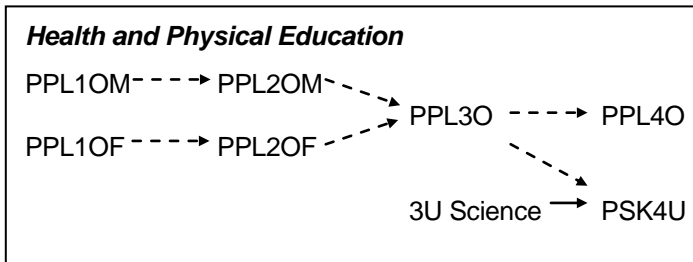 Health and Physical Education
PPL1OM PPL2OM
PPL3O PPL4O
PPL1OF PPL2OF
3U Science PSK4U